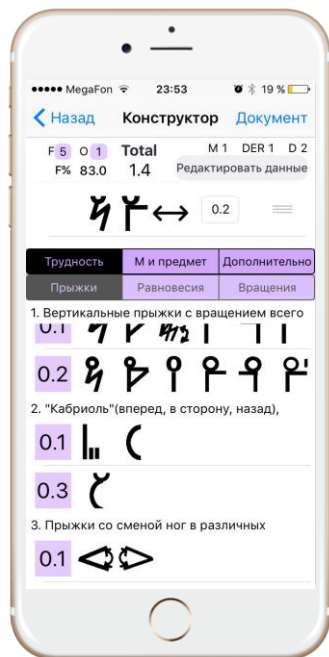 MegaFon 23:53 19 %
Назад Конструктор Документ
F 5 O 1 Total M 1 DER 1 D 2
F% 83.0 1.4 Редактировать данные
0.2
Трудность М и предмет Дополнительно
Прыжки Равновесия Вращения
1. Вертикальные прыжки с вращением всего
0.1
0.2
2. "Кабриоль"(вперед, в сторону, назад),
0.1
0.3
3. Прыжки со сменой ног в различных
0.1